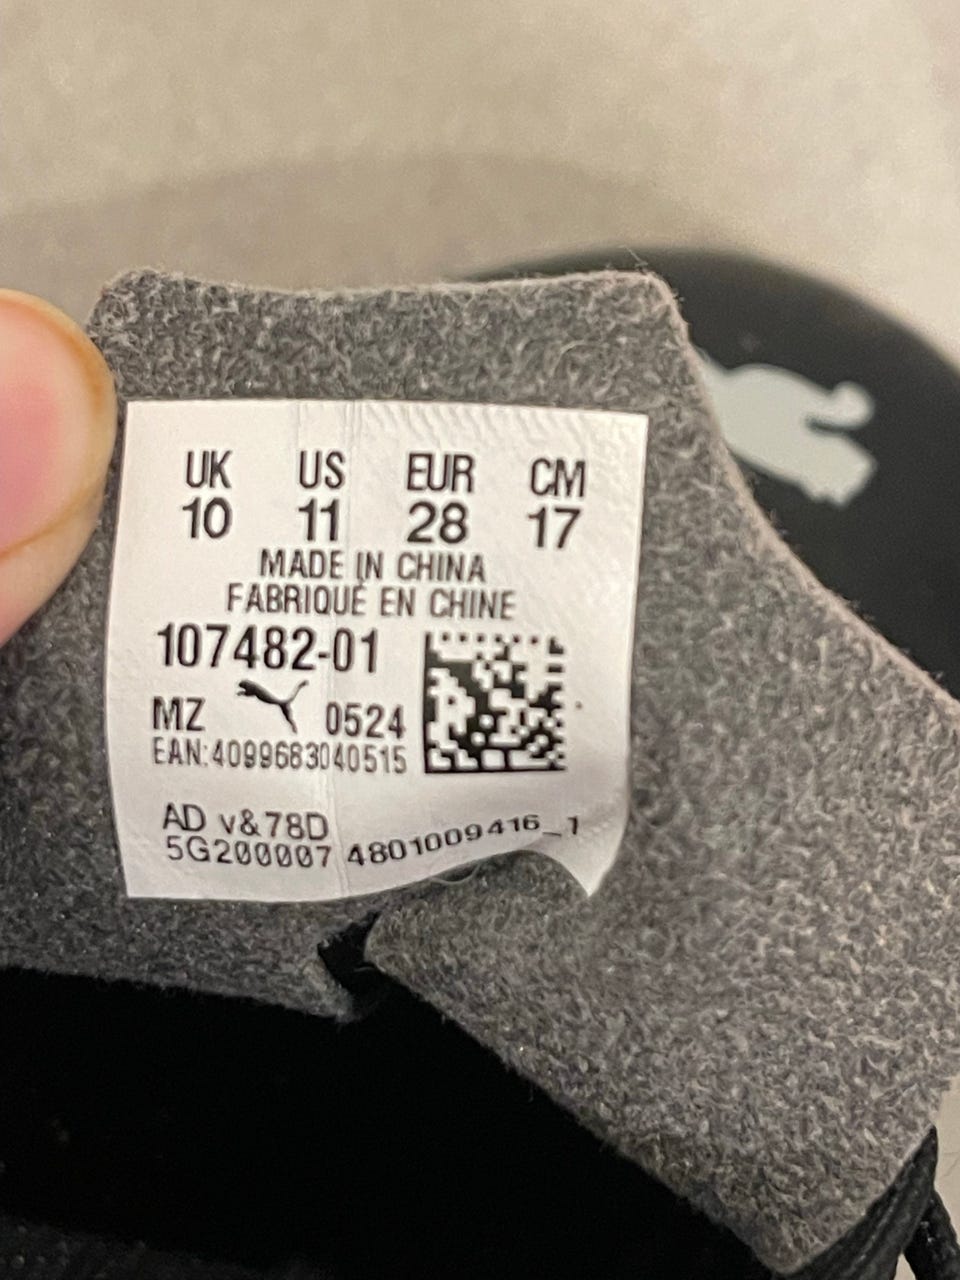 UK US EUR CM
10 11 28 17
MADE IN CHINA
FABRIQUÉ EN CHINE
107482-01
MZ 0524
EAN:4099683040515
AD v&78D
5G200007 4801009416_1